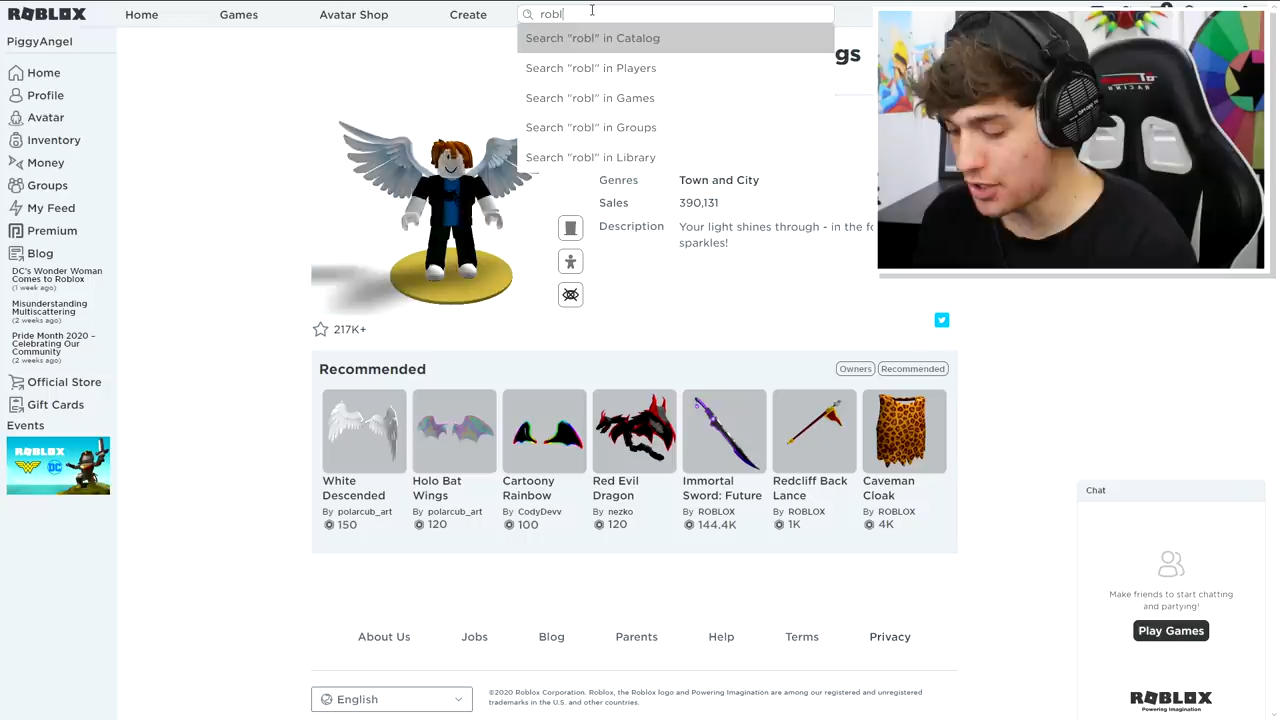 ROBLOX
Home
Games
Avatar Shop
Create
robl
Search "robl" in Catalog
Search "robl" in Players
Search "robl" in Games
Search "robl" in Groups
Search "robl" in Library
gs
PiggyAngel
Home
Profile
Avatar
Inventory
Money
Groups
My Feed
Premium
Blog
DC's Wonder Woman
Comes to Roblox
(1 week ago)
Misunderstanding
Multiscattering
(2 weeks ago)
Pride Month 2020 –
Celebrating Our
Community
(2 weeks ago)
Official Store
Gift Cards
Events
ROBLOX
DC
Genres Town and City
Sales 390,131
Description Your light shines through - in the fo
sparkles!
217K+
Recommended
Owners
Recommended
White
Descended
By polarcub_art
150
Holo Bat
Wings
By polarcub_art
120
Cartoony
Rainbow
By CodyDevv
100
Red Evil
Dragon
By nezko
120
Immortal
Sword: Future
By ROBLOX
144.4K
Redcliff Back
Lance
By ROBLOX
1K
Caveman
Cloak
By ROBLOX
4K
Chat
Make friends to start chatting
and partying!
Play Games
ROBLOX
Powering Imagination
About Us
Jobs
Blog
Parents
Help
Terms
Privacy
English
©2020 Roblox Corporation. Roblox, the Roblox logo and Powering Imagination are among our registered and unregistered
trademarks in the U.S. and other countries.